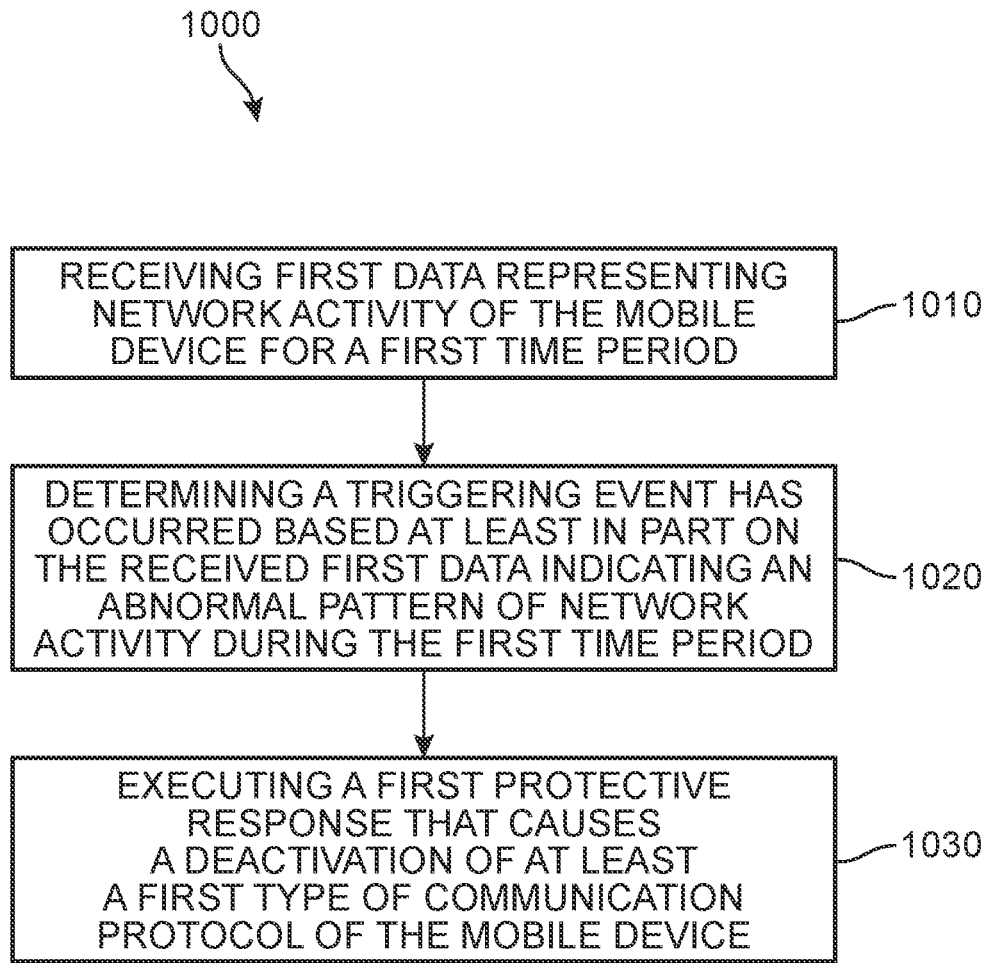 1000
RECEIVING FIRST DATA REPRESENTING
NETWORK ACTIVITY OF THE MOBILE
DEVICE FOR A FIRST TIME PERIOD
1010
DETERMINING A TRIGGERING EVENT HAS
OCCURRED BASED AT LEAST IN PART ON
THE RECEIVED FIRST DATA INDICATING AN
ABNORMAL PATTERN OF NETWORK
ACTIVITY DURING THE FIRST TIME PERIOD
1020
EXECUTING A FIRST PROTECTIVE
RESPONSE THAT CAUSES
A DEACTIVATION OF AT LEAST
A FIRST TYPE OF COMMUNICATION
PROTOCOL OF THE MOBILE DEVICE
1030